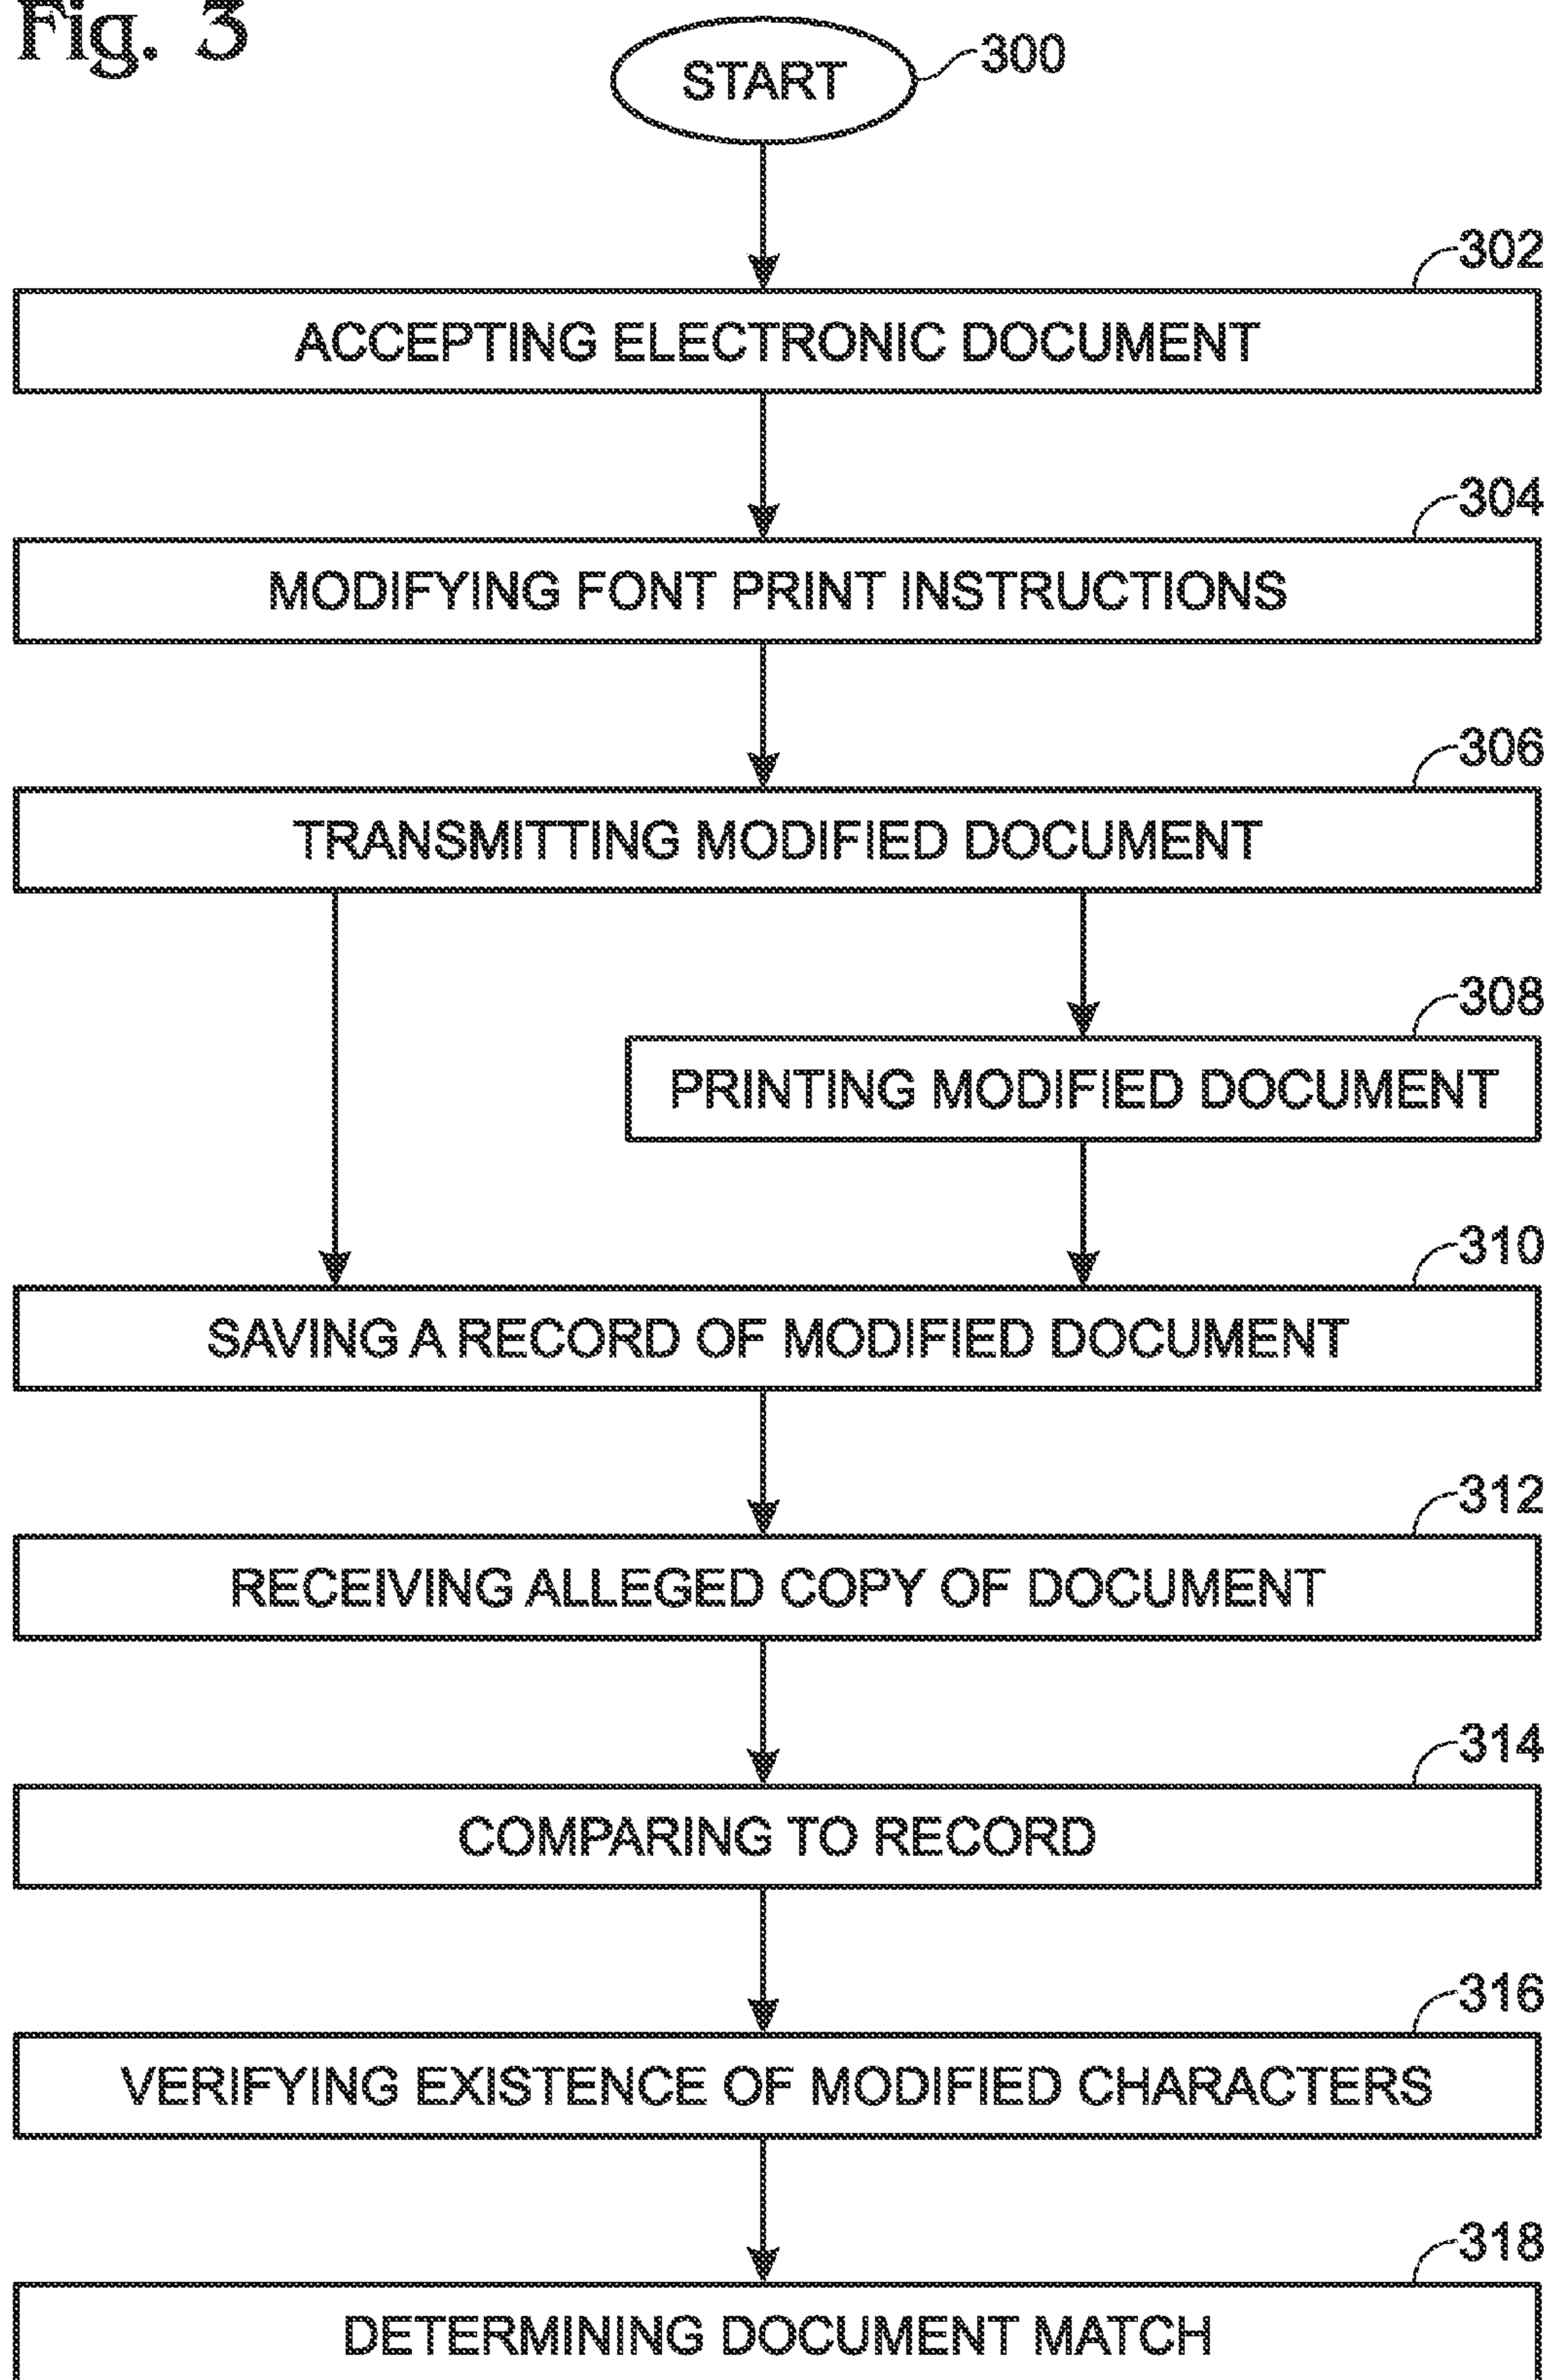 Fig. 3
START
300
302
ACCEPTING ELECTRONIC DOCUMENT
304
MODIFYING FONT PRINT INSTRUCTIONS
306
TRANSMITTING MODIFIED DOCUMENT
308
PRINTING MODIFIED DOCUMENT
310
SAVING A RECORD OF MODIFIED DOCUMENT
312
RECEIVING ALLEGED COPY OF DOCUMENT
314
COMPARING TO RECORD
316
VERIFYING EXISTENCE OF MODIFIED CHARACTERS
318
DETERMINING DOCUMENT MATCH